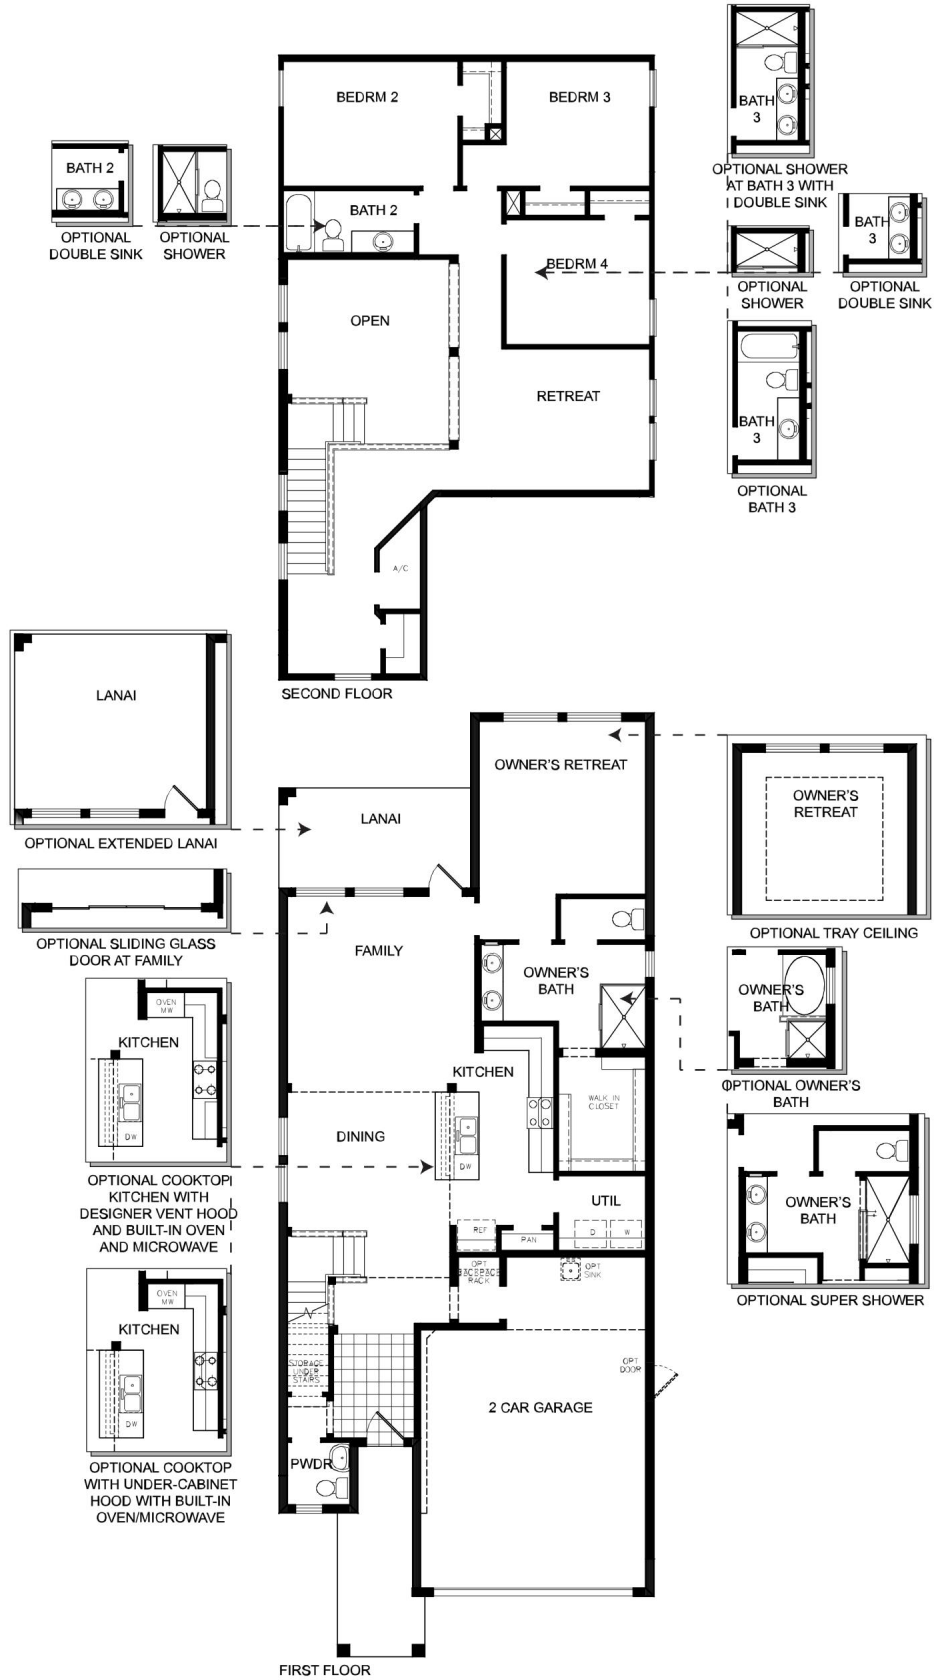 BEDRM 2
BEDRM 3
BATH 2
OPTIONAL
DOUBLE SINK
OPTIONAL
SHOWER
BATH 2
BATH
3
OPTIONAL SHOWER
AT BATH 3 WITH
DOUBLE SINK
BEDRM 4
OPTIONAL
SHOWER
BATH
3
OPTIONAL
DOUBLE SINK
OPEN
RETREAT
BATH
3
OPTIONAL
BATH 3
A/C
SECOND FLOOR
LANAI
OPTIONAL EXTENDED LANAI
OWNER'S RETREAT
LANAI
OWNER'S
RETREAT
OPTIONAL TRAY CEILING
OPTIONAL SLIDING GLASS
DOOR AT FAMILY
FAMILY
OWNER'S
BATH
OWNER'S
BATH
OPTIONAL OWNER'S
BATH
OVEN
MW
KITCHEN
DW
OPTIONAL COOKTOP
KITCHEN WITH
DESIGNER VENT HOOD
AND BUILT-IN OVEN
AND MICROWAVE
KITCHEN
WALK IN
CLOSET
DINING
DW
UTIL
REF
PAN
D
W
OPT
BACKPACK
RACK
OPT
SINK
OWNER'S
BATH
OPTIONAL SUPER SHOWER
OVEN
MW
KITCHEN
DW
OPTIONAL COOKTOP
WITH UNDER-CABINET
HOOD WITH BUILT-IN
OVEN/MICROWAVE
STORAGE
UNDER
STAIRS
OPT
DOOR
2 CAR GARAGE
PWDR
FIRST FLOOR